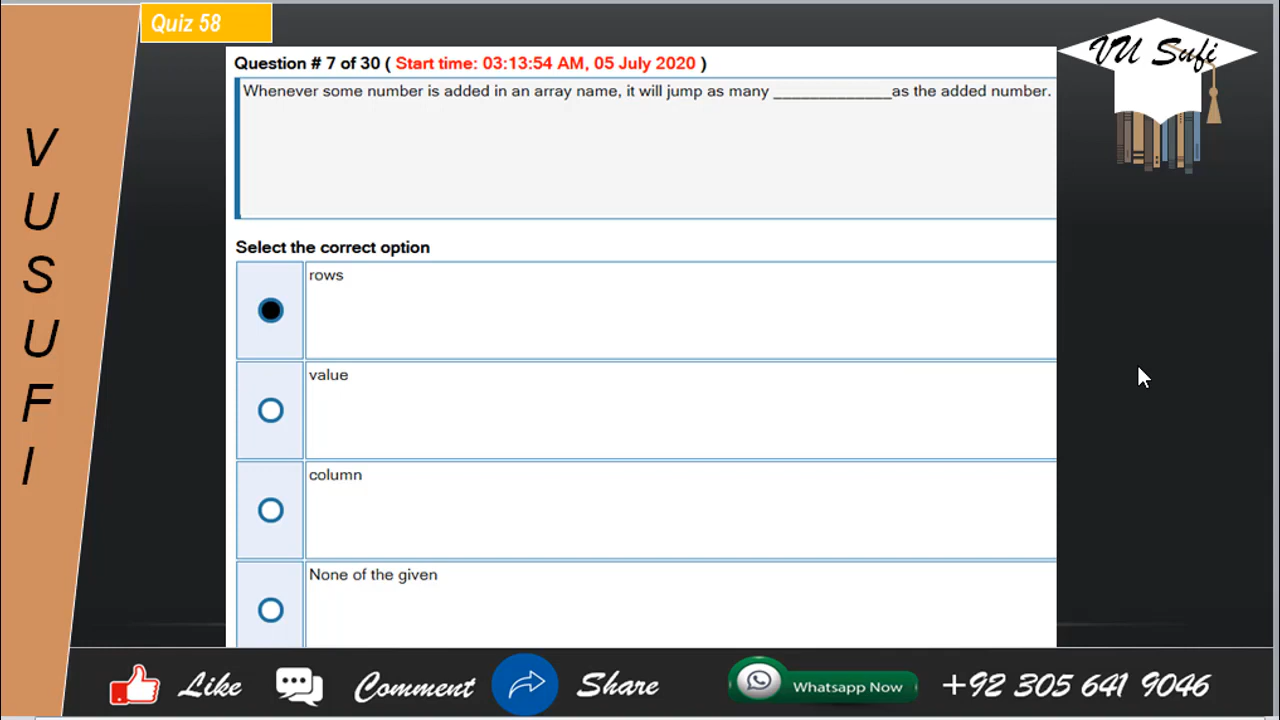 Quiz 58
VU Sufi
Question # 7 of 30 ( Start time: 03:13:54 AM, 05 July 2020 )
Whenever some number is added in an array name, it will jump as many _____________as the added number.
V
U
S
U
F
I
Select the correct option
rows
value
column
None of the given
Like
Comment
Share
Whatsapp Now
+92 305 641 9046